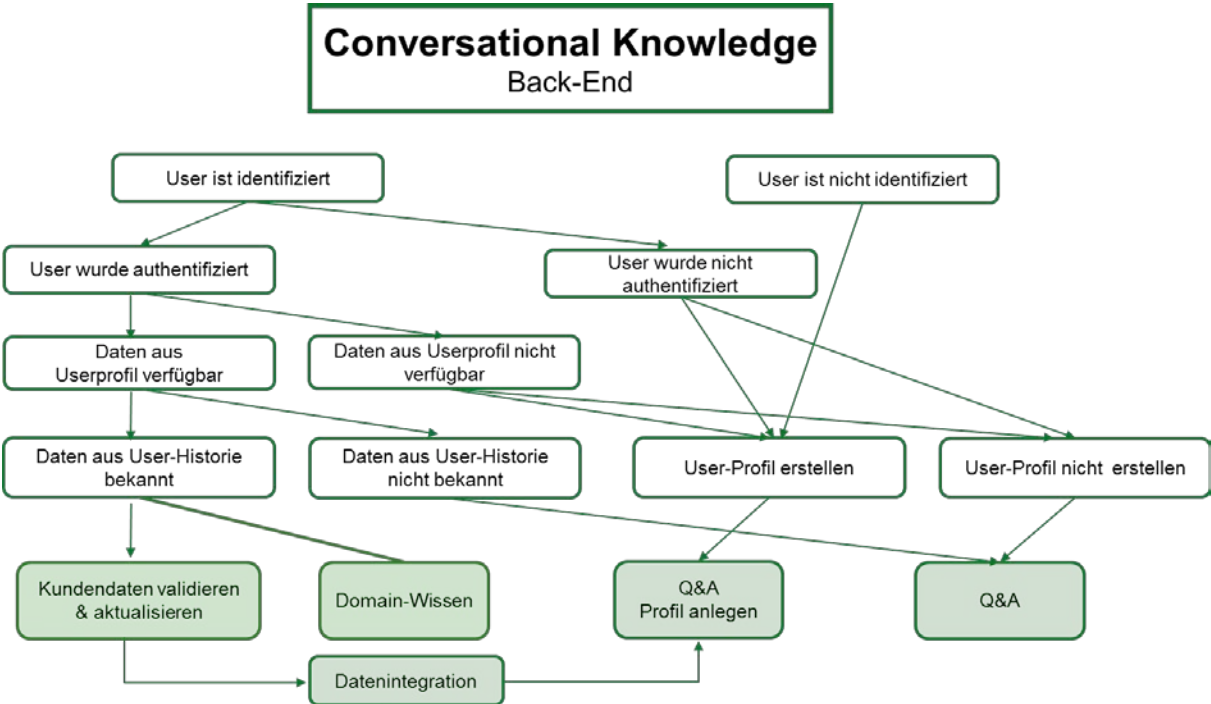 Conversational Knowledge
Back-End
User ist identifiziert
User ist nicht identifiziert
User wurde authentifiziert
User wurde nicht
authentifiziert
Daten aus
Userprofil verfügbar
Daten aus Userprofil nicht
verfügbar
Daten aus User-Historie
bekannt
Daten aus User-Historie
nicht bekannt
User-Profil erstellen
User-Profil nicht erstellen
Kundendaten validieren
& aktualisieren
Domain-Wissen
Q&A
Profil anlegen
Q&A
Datenintegration